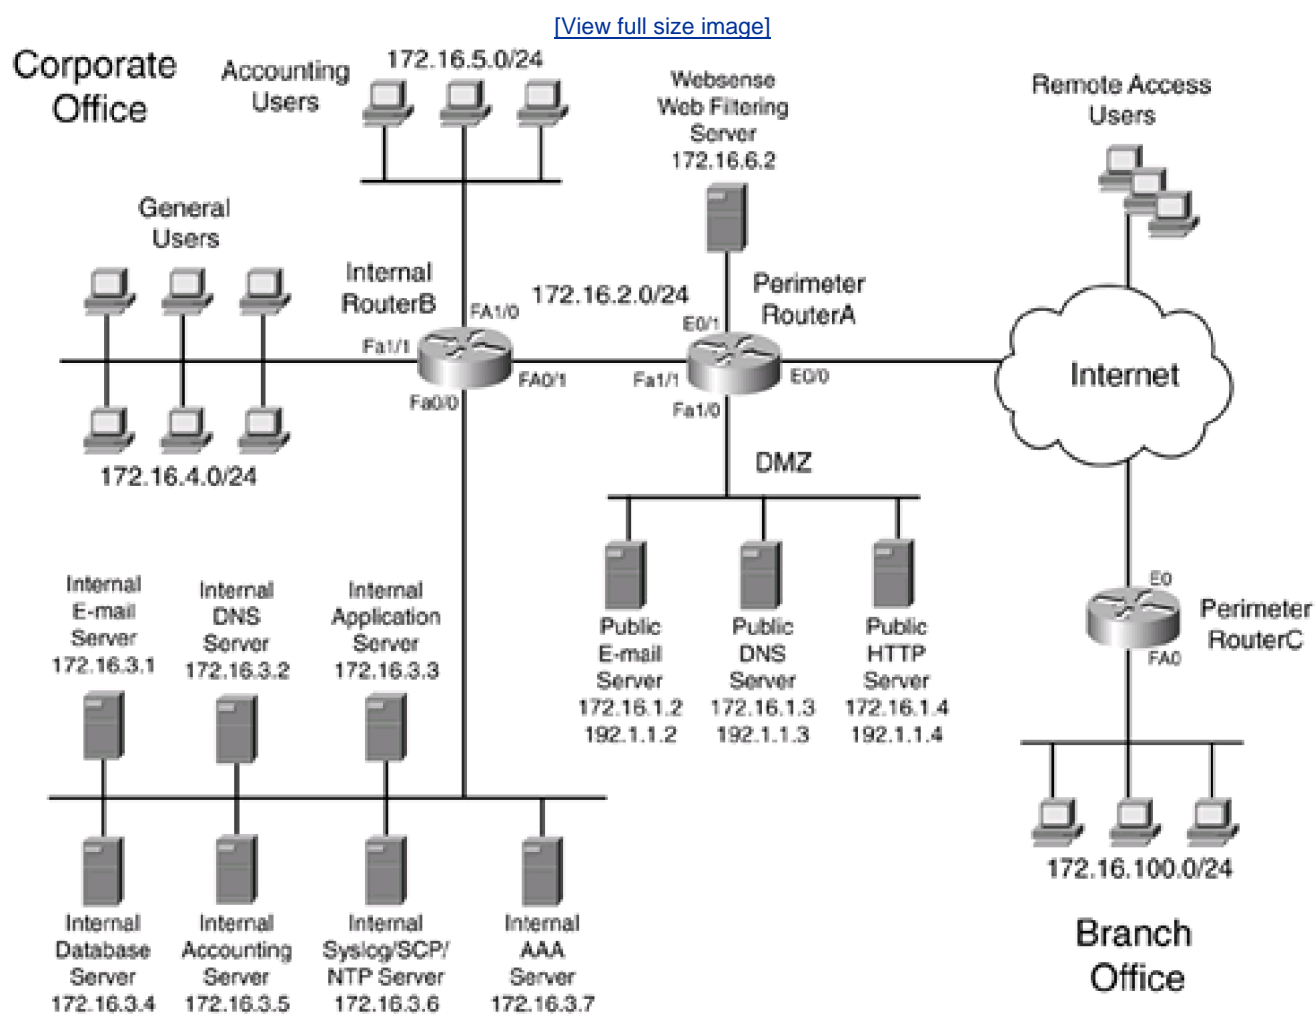 [View full size image]
Corporate
Office
Accounting
Users
172.16.5.0/24
Websense
Web Filtering
Server
172.16.6.2
Remote Access
Users
General
Users
Internal
RouterB
FA1/0
172.16.2.0/24
Perimeter
RouterA
E0/1
Fa1/1
FA0/1
Fa0/0
Fa1/1
E0/0
Fa1/0
Internet
172.16.4.0/24
DMZ
Internal
E-mail
Server
172.16.3.1
Internal
DNS
Server
172.16.3.2
Internal
Application
Server
172.16.3.3
Public
E-mail
Server
172.16.1.2
192.1.1.2
Public
DNS
Server
172.16.1.3
192.1.1.3
Public
HTTP
Server
172.16.1.4
192.1.1.4
E0
Perimeter
RouterC
FA0
172.16.100.0/24
Branch
Office
Internal
Database
Server
172.16.3.4
Internal
Accounting
Server
172.16.3.5
Internal
Syslog/SCP/
NTP Server
172.16.3.6
Internal
AAA
Server
172.16.3.7